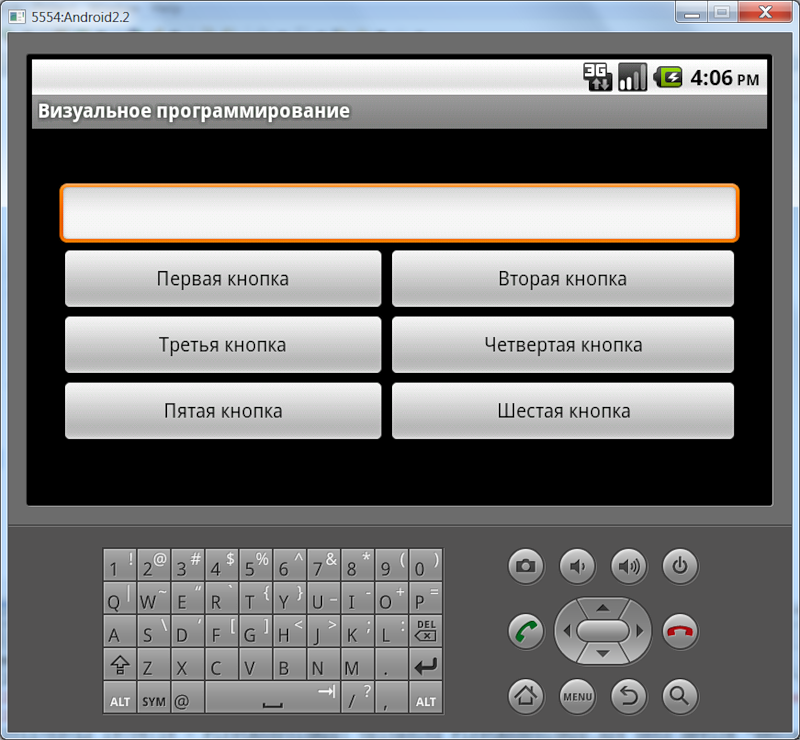 5554:Android2.2
3G 4:06 PM
Визуальное программирование
Первая кнопка Вторая кнопка
Третья кнопка Четвертая кнопка
Пятая кнопка Шестая кнопка
1 ! 2 @ 3 # 4 $ 5 % 6 ^ 7 & 8 * 9 ( 0 )
Q | W ~ E “ R ` T { Y } U _ I - O + P =
A S \ D ‘ F [ G ] H < J > K ; L : DEL
Z X C V B N M .
ALT SYM @ / ? , ALT
MENU